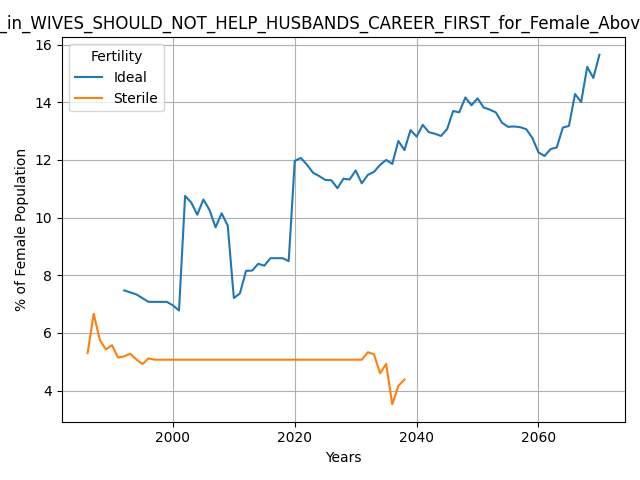 _in_WIVES_SHOULD_NOT_HELP_HUSBANDS_CAREER_FIRST_for_Female_Abov
Fertility
Ideal
Sterile
16
14
12
10
8
6
4
% of Female Population
2000 2020 2040 2060
Years